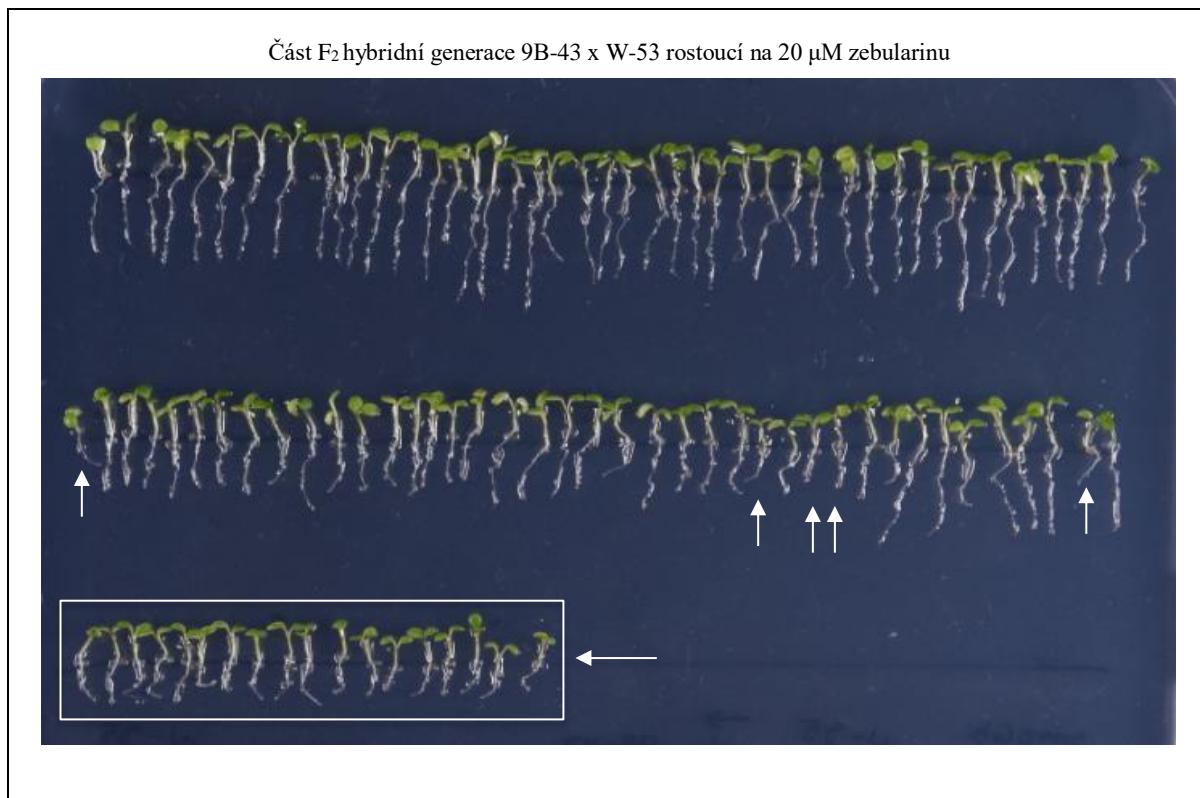 Část F₂ hybridní generace 9B-43 x W-53 rostoucí na 20 μM zebularinu